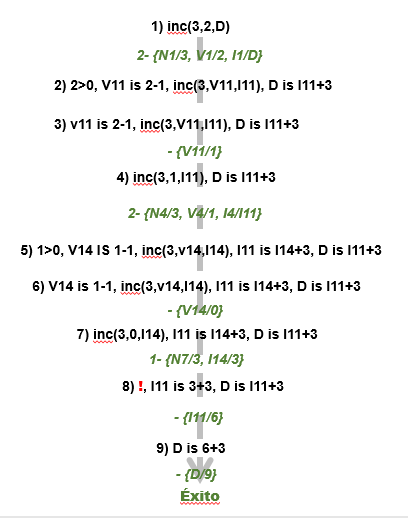 1) inc(3,2,D)
2- {N1/3, V1/2, I1/D}
2) 2>0, V11 is 2-1, inc(3,V11,I11), D is I11+3
3) v11 is 2-1, inc(3,V11,I11), D is I11+3
- {V11/1}
4) inc(3,1,I11), D is I11+3
2- {N4/3, V4/1, I4/I11}
5) 1>0, V14 IS 1-1, inc(3,v14,I14), I11 is I14+3, D is I11+3
6) V14 is 1-1, inc(3,v14,I14), I11 is I14+3, D is I11+3
- {V14/0}
7) inc(3,0,I14), I11 is I14+3, D is I11+3
1- {N7/3, I14/3}
8) !, I11 is 3+3, D is I11+3
- {I11/6}
9) D is 6+3
- {D/9}
Éxito